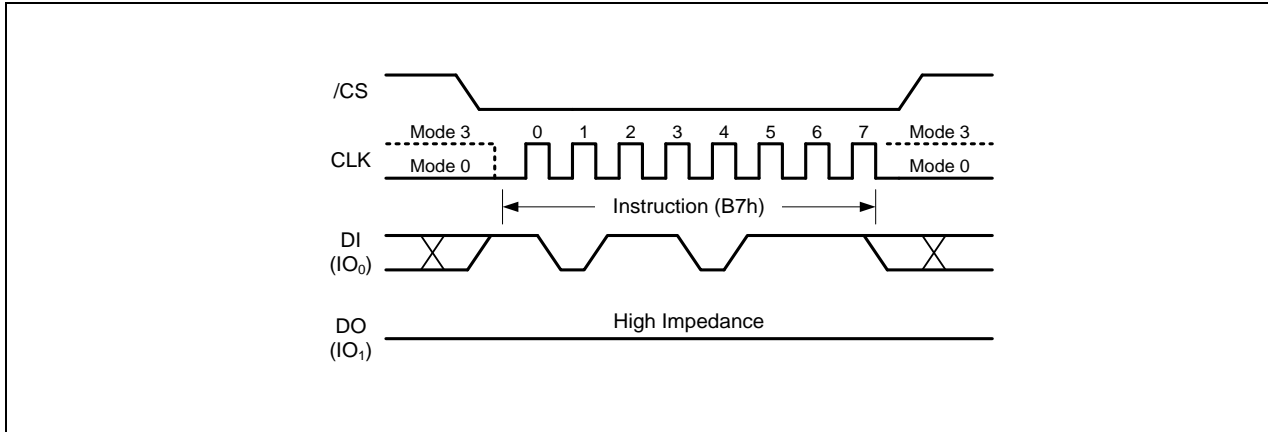 /CS
Mode 3 0 1 2 3 4 5 6 7 Mode 3
CLK
Mode 0 Mode 0
Instruction (B7h)
DI
(IO₀)
High Impedance
DO
(IO₁)